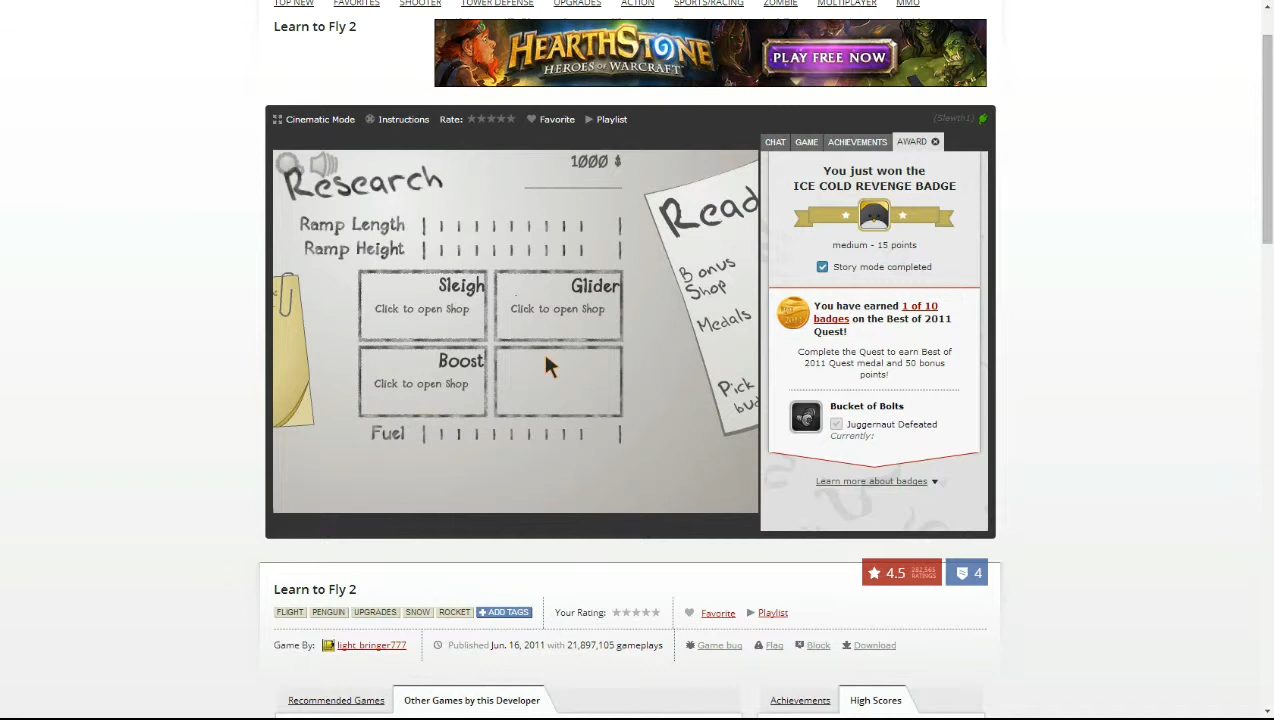 TOP NEW FAVORITES SHOOTER TOWER DEFENSE UPGRADES ACTION SPORTS/RACING ZOMBIE MULTIPLAYER MMO
Learn to Fly 2
HEARTHSTONE
HEROES OF WARCRAFT
PLAY FREE NOW
Cinematic Mode Instructions Rate: Favorite Playlist
(Slewth1)
CHAT GAME ACHIEVEMENTS AWARD
Research
1000 $
Ramp Length
Ramp Height
Sleigh
Click to open Shop
Glider
Click to open Shop
Boost
Click to open Shop
Fuel
Read
Bonus
Shop
Medals
Pick
bud
You just won the
ICE COLD REVENGE BADGE
medium - 15 points
Story mode completed
You have earned 1 of 10
badges on the Best of 2011
Quest!
Complete the Quest to earn Best of
2011 Quest medal and 50 bonus
points!
Bucket of Bolts
Juggernaut Defeated
Currently:
Learn more about badges
Learn to Fly 2
4.5 282,565
RATINGS
4
FLIGHT PENGUIN UPGRADES SNOW ROCKET + ADD TAGS
Your Rating:
Favorite Playlist
Game By: light_bringer777
Published Jun. 16, 2011 with 21,897,105 gameplays
Game bug Flag Block Download
Recommended Games Other Games by this Developer
Achievements High Scores